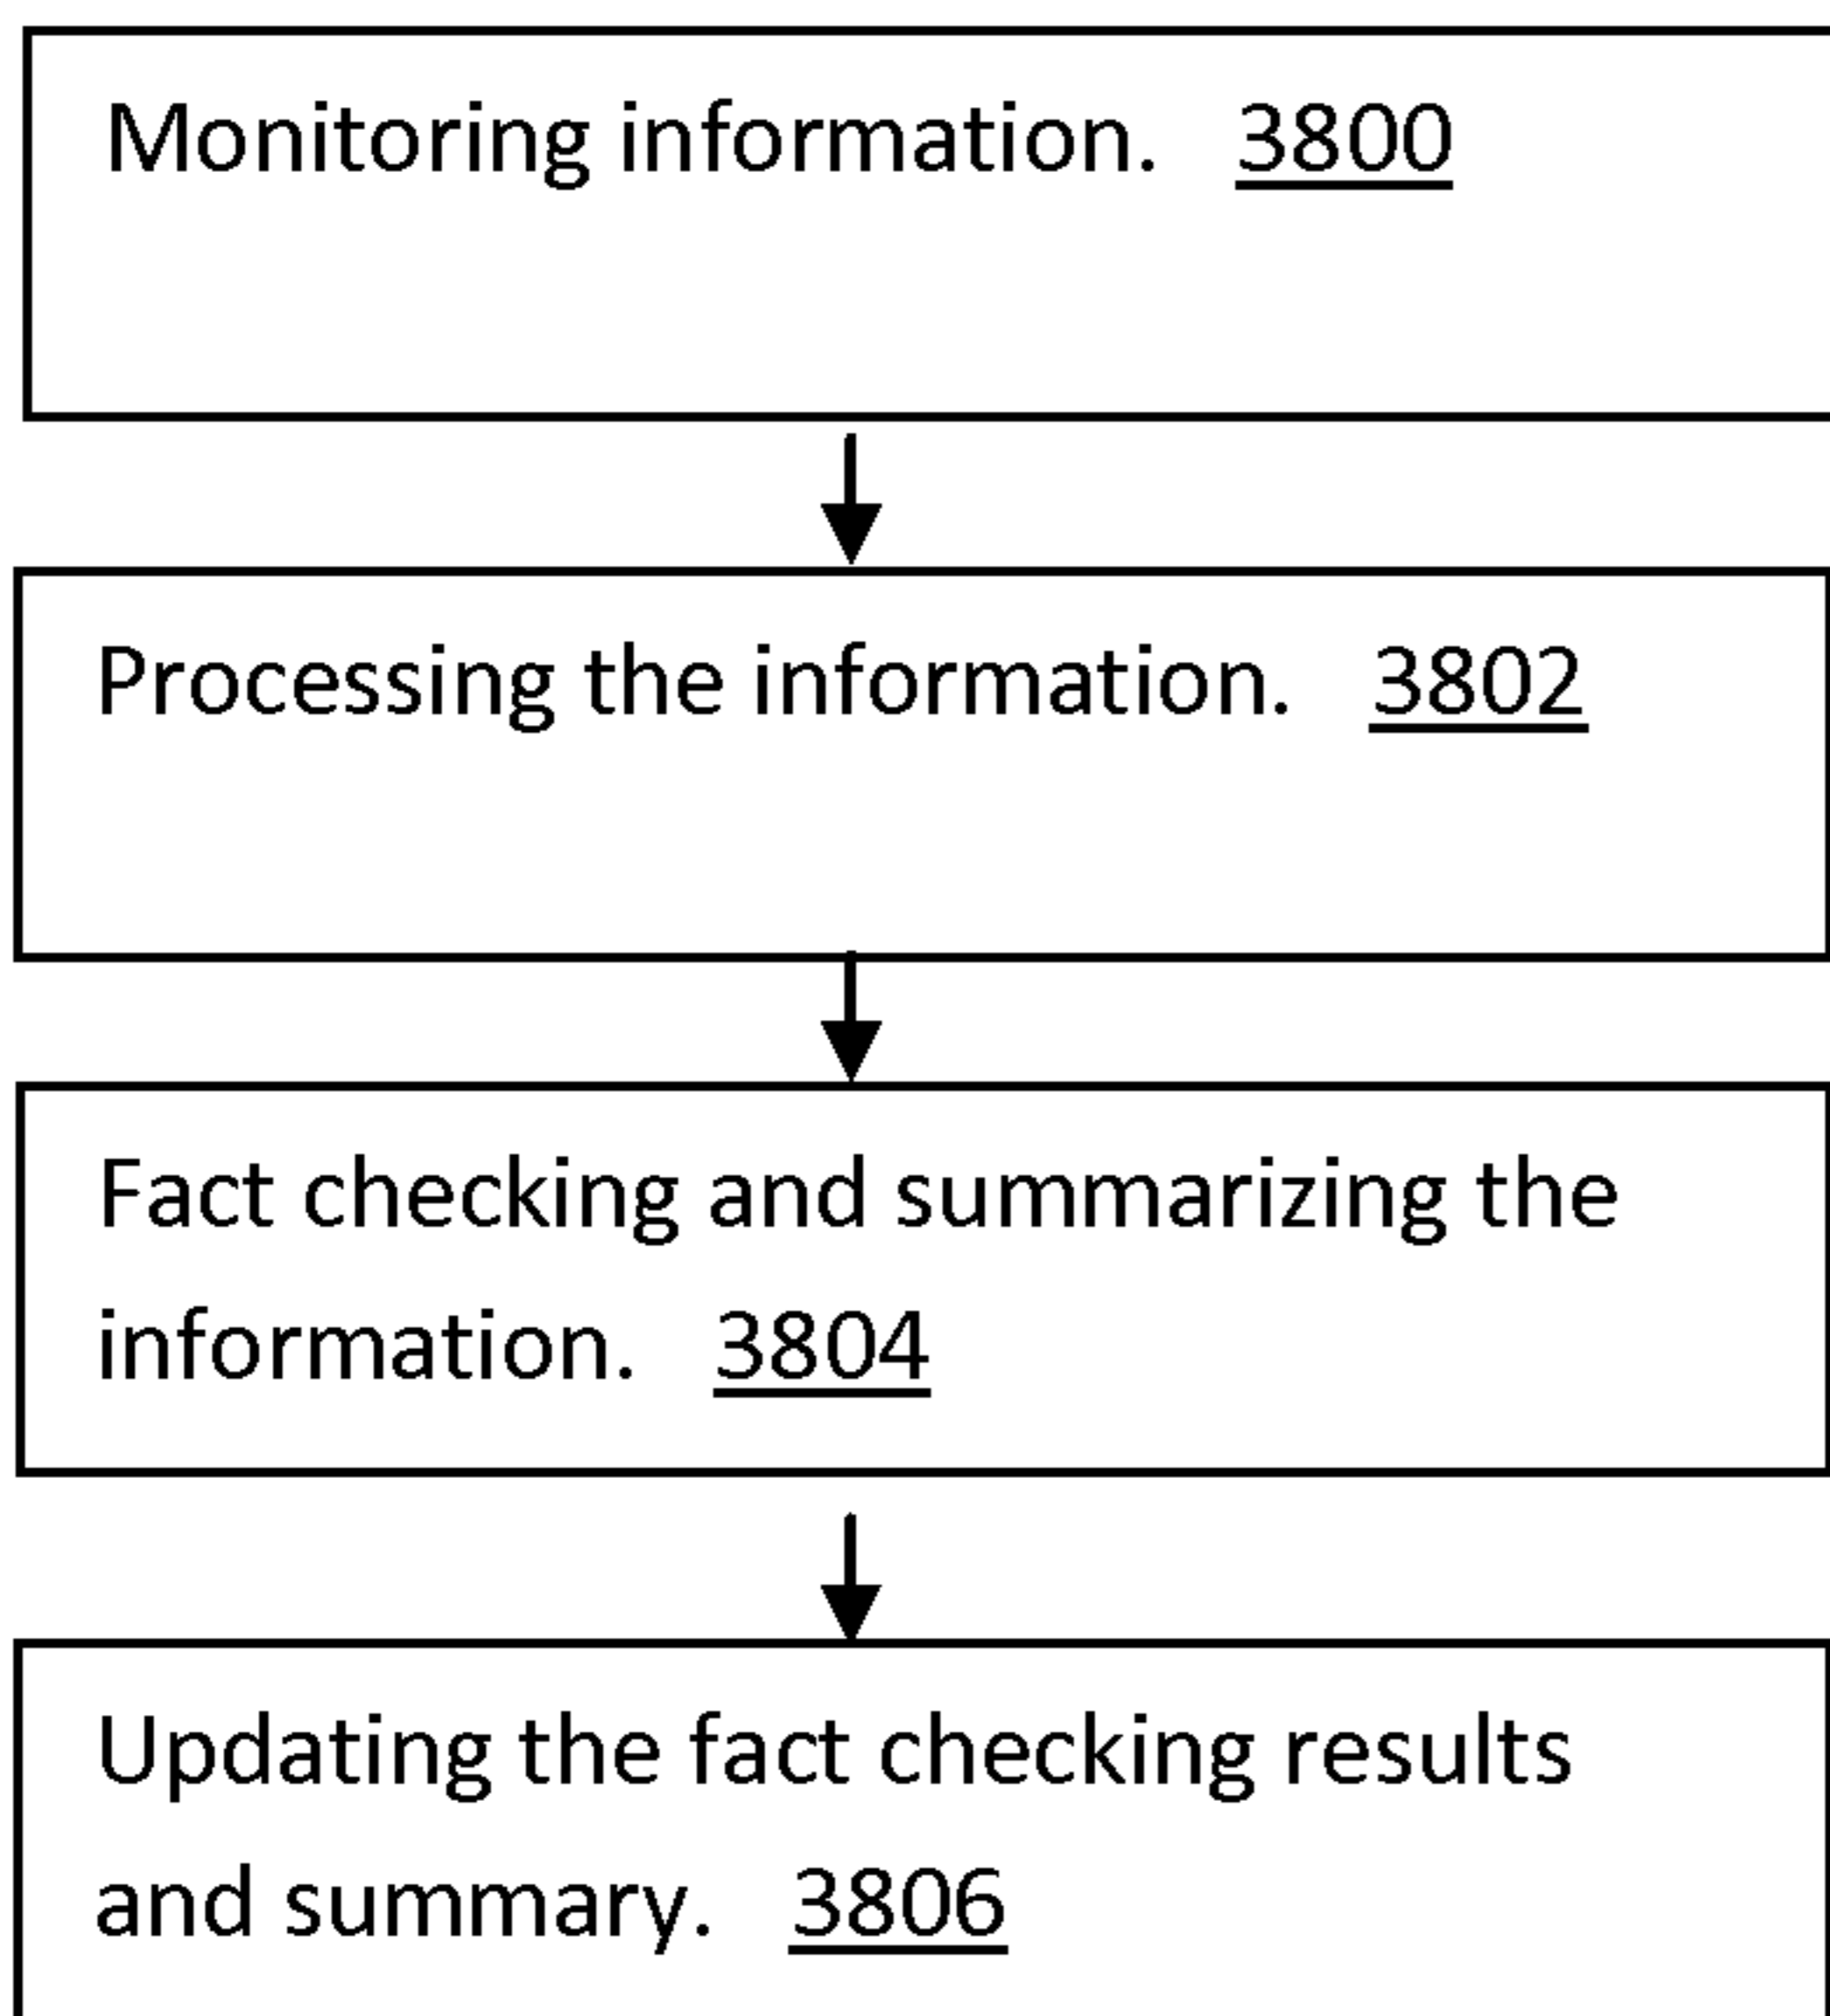 Monitoring information. 3800
Processing the information. 3802
Fact checking and summarizing the
information. 3804
Updating the fact checking results
and summary. 3806